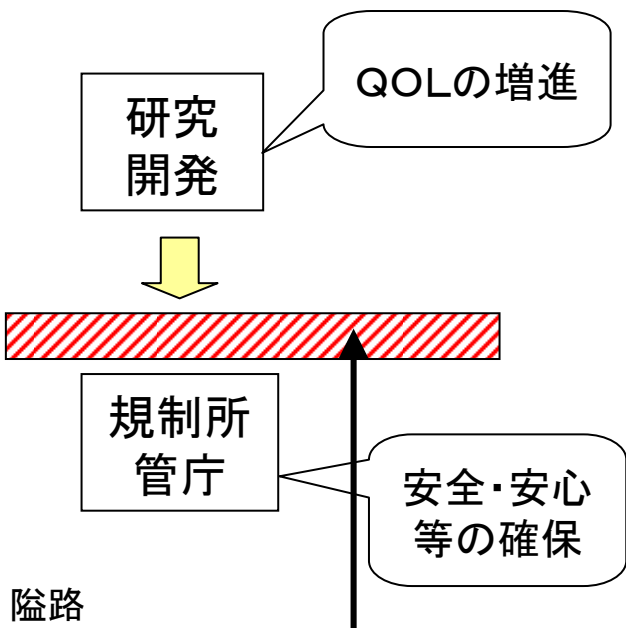 QOLの増進
研究
開発
規制所
管庁
安全・安心
等の確保
隘路